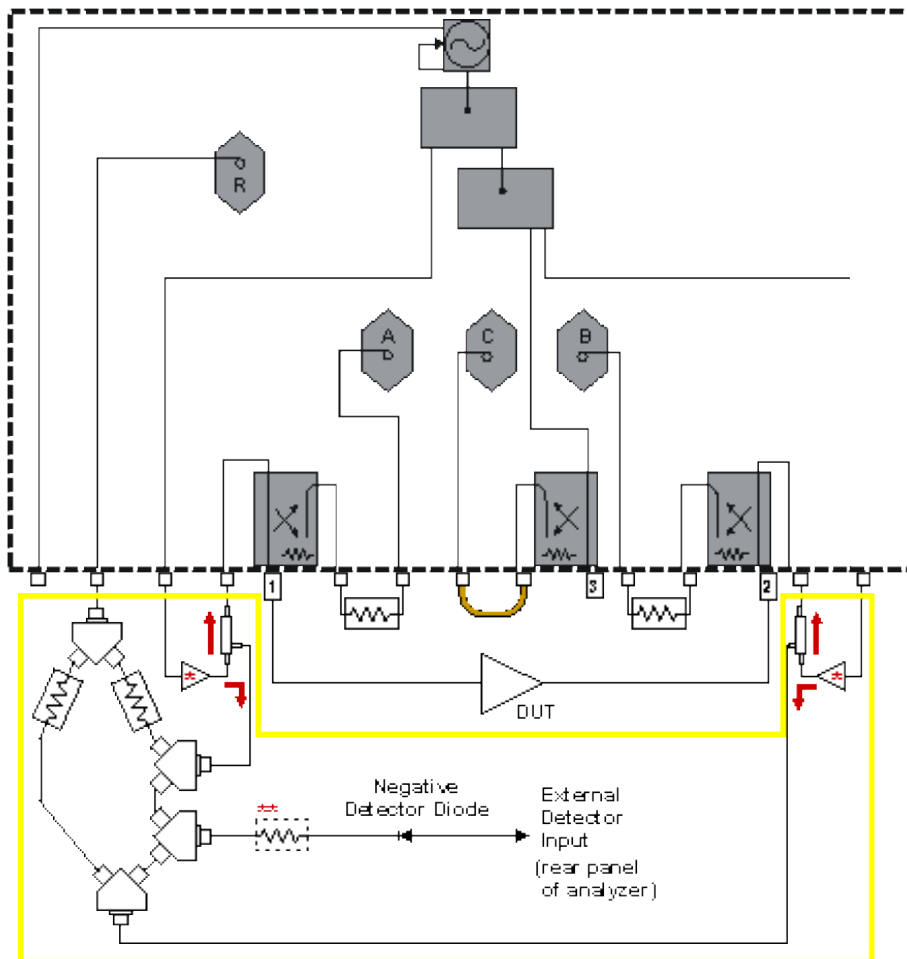 R
A
C
B
1
3
2
±
±
DUT
Negative
Detector Diode
±±
External
Detector
Input
(rear panel
of analyzer)